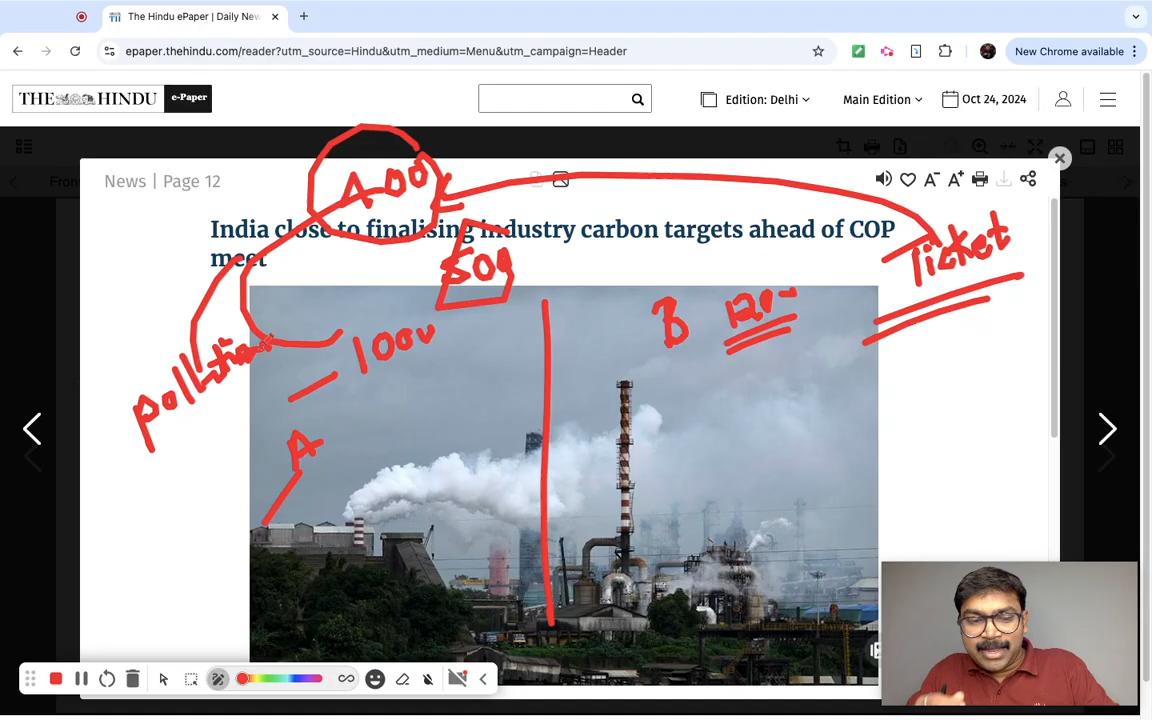 The Hindu ePaper | Daily New
epaper.thehindu.com/reader?utm_source=Hindu&utm_medium=Menu&utm_campaign=Header
New Chrome available
THE HINDU e-Paper
Edition: Delhi
Main Edition
Oct 24, 2024
News | Page 12
A- A+
India close to finalising industry carbon targets ahead of COP
meet
500
Ticket
B 120
1000
pollution
A